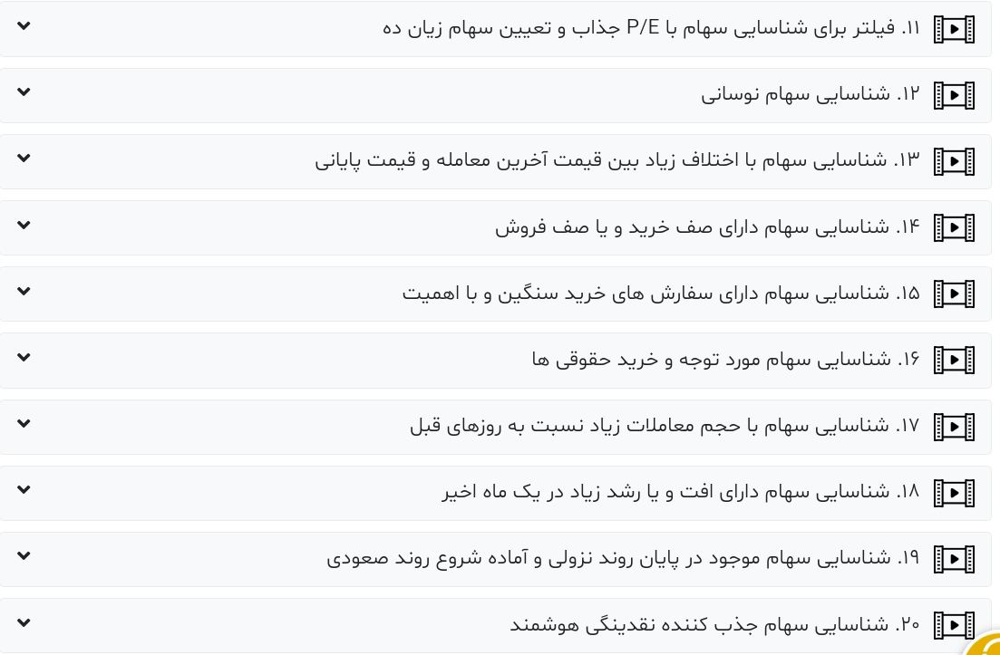 ۱۱. فیلتر برای شناسایی سهام با P/E جذاب و تعیین سهام زیان ده
۱۲. شناسایی سهام نوسانی
۱۳. شناسایی سهام با اختلاف زیاد بین قیمت آخرین معامله و قیمت پایانی
۱۴. شناسایی سهام دارای صف خرید و یا صف فروش
۱۵. شناسایی سهام دارای سفارش های خرید سنگین و با اهمیت
۱۶. شناسایی سهام مورد توجه و خرید حقوقی ها
۱۷. شناسایی سهام با حجم معاملات زیاد نسبت به روزهای قبل
۱۸. شناسایی سهام دارای افت و یا رشد زیاد در یک ماه اخیر
۱۹. شناسایی سهام موجود در پایان روند نزولی و آماده شروع روند صعودی
۲۰. شناسایی سهام جذب کننده نقدینگی هوشمند